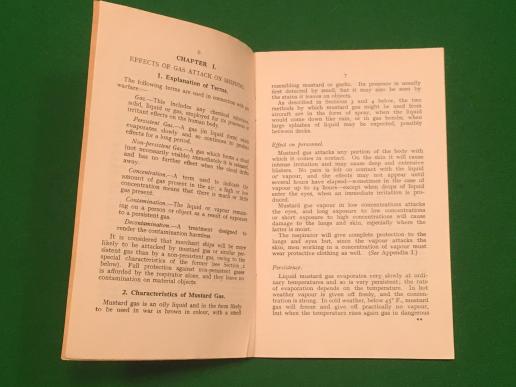 6
CHAPTER I.
EFFECTS OF GAS ATTACK ON SHIPPING.
1. Explanation of Terms.
The following terms are used in connection with gas
warfare:—
Gas.—This includes any chemical substance,
solid, liquid or gas, employed for its poisonous or
irritant effects on the human body.
Persistent Gas.—A gas (in liquid form) which
evaporates slowly and so continues to produce
effects for a long period.
Non-persistent Gas.—A gas which forms a cloud
(not necessarily visible) immediately it is released,
and has no further effect when the cloud drifts
away.
Concentration.—A term used to indicate the
amount of gas present in the air; a high or low
concentration means that there is much or little
gas present.
Contamination.—The liquid or vapour remain-
ing on a person or object as a result of exposure
to a persistent gas.
Decontamination.—A treatment designed to
render the contamination harmless.
It is considered that merchant ships will be more
likely to be attacked by mustard gas or similar per-
sistent gas than by a non-persistent gas, owing to the
special characteristics of the former (see Section 2
below). Full protection against non-persistent gases
is afforded by the respirator alone, and they leave no
contamination on material objects.
2. Characteristics of Mustard Gas.
Mustard gas is an oily liquid and in the form likely
to be used in war is brown in colour, with a smell
7
resembling mustard or garlic. Its presence is usually
first detected by smell, but it may also be seen by
the stains it leaves on objects.
As described in Sections 3 and 4 below, the two
methods by which mustard gas might be used from
aircraft are in the form of spray, when the liquid
would come down like rain, or in gas bombs, when
large splashes of liquid may be expected, possibly
between decks.
Effect on personnel.
Mustard gas attacks any portion of the body with
which it comes in contact. On the skin it will cause
intense irritation and may cause deep and extensive
blisters. No pain is felt on contact with the liquid
or vapour, and the effects may not appear until
several hours have elapsed—sometimes in the case of
vapour up to 24 hours—except when drops of liquid
enter the eyes, when an immediate irritation is pro-
duced.
Mustard gas vapour in low concentrations attacks
the eyes, and long exposure to low concentrations
or short exposure to high concentrations will cause
damage to the lungs and skin, especially where the
latter is moist.
The respirator will give complete protection to the
lungs and eyes but, since the vapour attacks the
skin, men working in a concentration of vapour must
wear protective clothing as well. (See Appendix I.)
Persistence.
Liquid mustard gas evaporates very slowly at ordi-
nary temperatures and so is very persistent; the rate
of evaporation depends on the temperature. In hot
weather vapour is given off freely, and the concen-
tration is strong. In cold weather, below 45° F., mustard
gas will freeze and give off practically no vapour,
but when the temperature rises again gas in dangerous